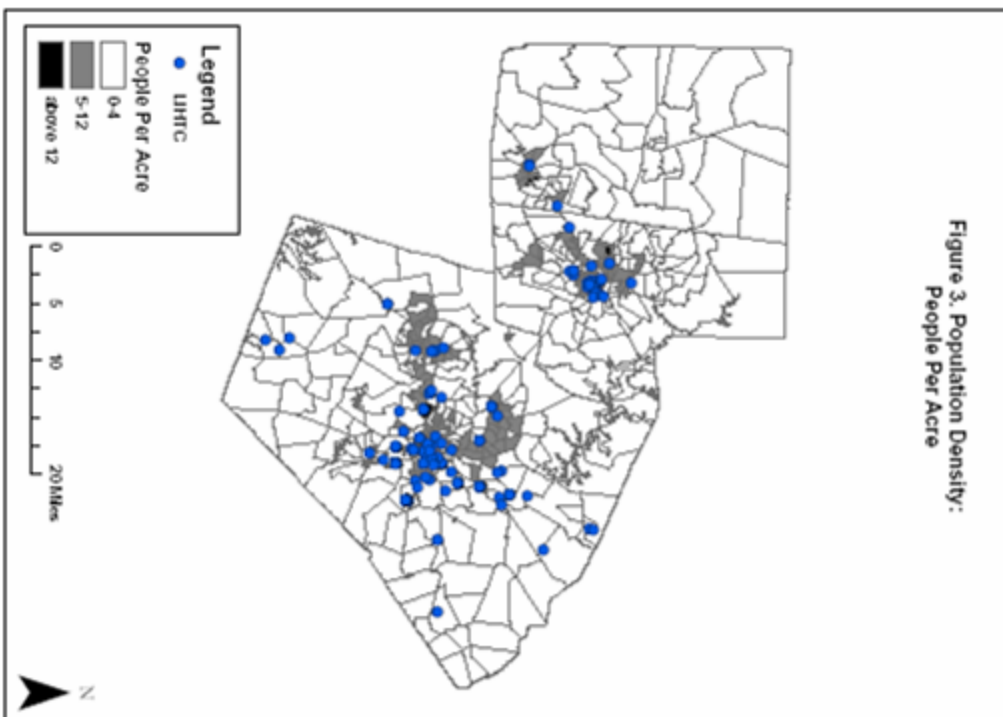 Figure 3. Population Density:
People Per Acre
Legend
LIHTC
People Per Acre
0-4
5-12
above 12
0 5 10 20 Miles
N